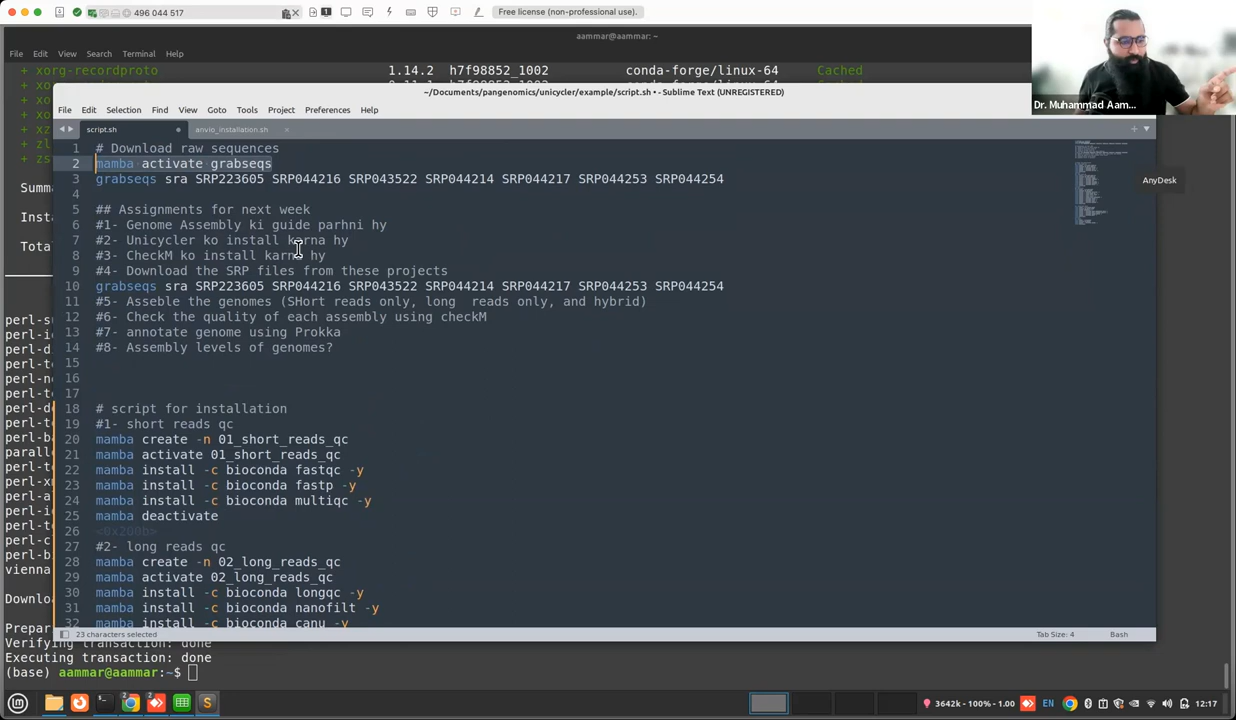 496 044 517
Free license (non-professional use).
aammar@aammar: ~
File Edit View Search Terminal Help
+ xorg-recordproto 1.14.2 h7f98852_1002 conda-forge/linux-64 Cached
~/Documents/pangenomics/unicycler/example/script.sh • - Sublime Text (UNREGISTERED)
Dr. Muhammad Aam...
File Edit Selection Find View Goto Tools Project Preferences Help
script.sh anvio_installation.sh
AnyDesk
1 # Download raw sequences
2 mamba activate grabseqs
3 grabseqs sra SRP223605 SRP044216 SRP043522 SRP044214 SRP044217 SRP044253 SRP044254
4
5 ## Assignments for next week
6 #1- Genome Assembly ki guide parhni hy
7 #2- Unicycler ko install karna hy
8 #3- CheckM ko install karna hy
9 #4- Download the SRP files from these projects
10 grabseqs sra SRP223605 SRP044216 SRP043522 SRP044214 SRP044217 SRP044253 SRP044254
11 #5- Asseble the genomes (SHort reads only, long  reads only, and hybrid)
12 #6- Check the quality of each assembly using checkM
13 #7- annotate genome using Prokka
14 #8- Assembly levels of genomes?
15
16
17
18 # script for installation
19 #1- short reads qc
20 mamba create -n 01_short_reads_qc
21 mamba activate 01_short_reads_qc
22 mamba install -c bioconda fastqc -y
23 mamba install -c bioconda fastp -y
24 mamba install -c bioconda multiqc -y
25 mamba deactivate
26 <0x200b>
27 #2- long reads qc
28 mamba create -n 02_long_reads_qc
29 mamba activate 02_long_reads_qc
30 mamba install -c bioconda longqc -y
31 mamba install -c bioconda nanofilt -y
32 mamba install -c bioconda canu -y
23 characters selected Tab Size: 4 Bash
Verifying transaction: done
Executing transaction: done
(base) aammar@aammar:~$
3642k - 100% - 1.00 EN 12:17